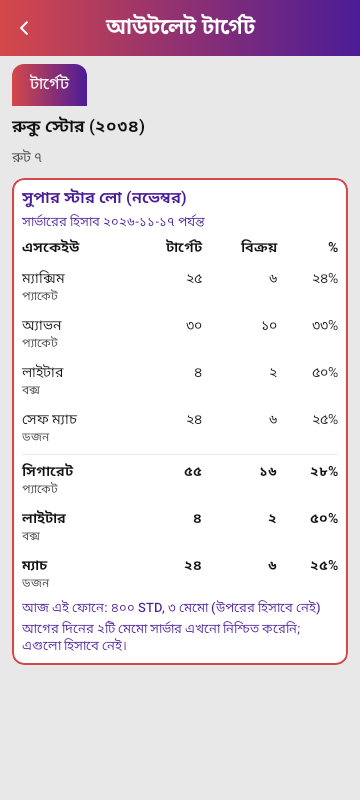 আউটলেট টার্গেট
টার্গেট
রুকু স্টোর (২০৩৪)
রুট ৭
সুপার স্টার লো (নভেম্বর)
সার্ভারের হিসাব ২০২৬-১১-১৭ পর্যন্ত
এসকেইউ টার্গেট বিক্রয় %
ম্যাক্সিম ২৫ ৬ ২৪%
প্যাকেট
অ্যাভন ৩০ ১০ ৩৩%
প্যাকেট
লাইটার ৪ ২ ৫০%
বক্স
সেফ ম্যাচ ২৪ ৬ ২৫%
ডজন
সিগারেট ৫৫ ১৬ ২৮%
প্যাকেট
লাইটার ৪ ২ ৫০%
বক্স
ম্যাচ ২৪ ৬ ২৫%
ডজন
আজ এই ফোনে: ৪০০ STD, ৩ মেমো (উপরের হিসাবে নেই)
আগের দিনের ২টি মেমো সার্ভার এখনো নিশ্চিত করেনি;
এগুলো হিসাবে নেই।